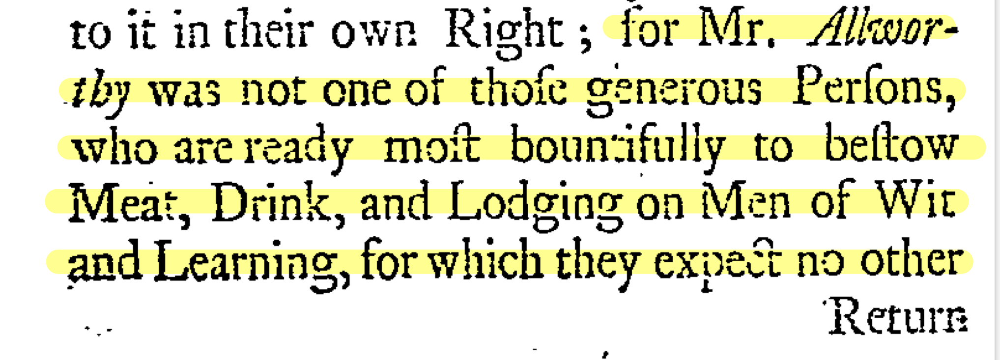 to it in their own Right ; for Mr. Allwor-
thy was not one of thoſe generous Perſons,
who are ready moſt bountifully to beſtow
Meat, Drink, and Lodging on Men of Wit
and Learning, for which they expect no other
Return